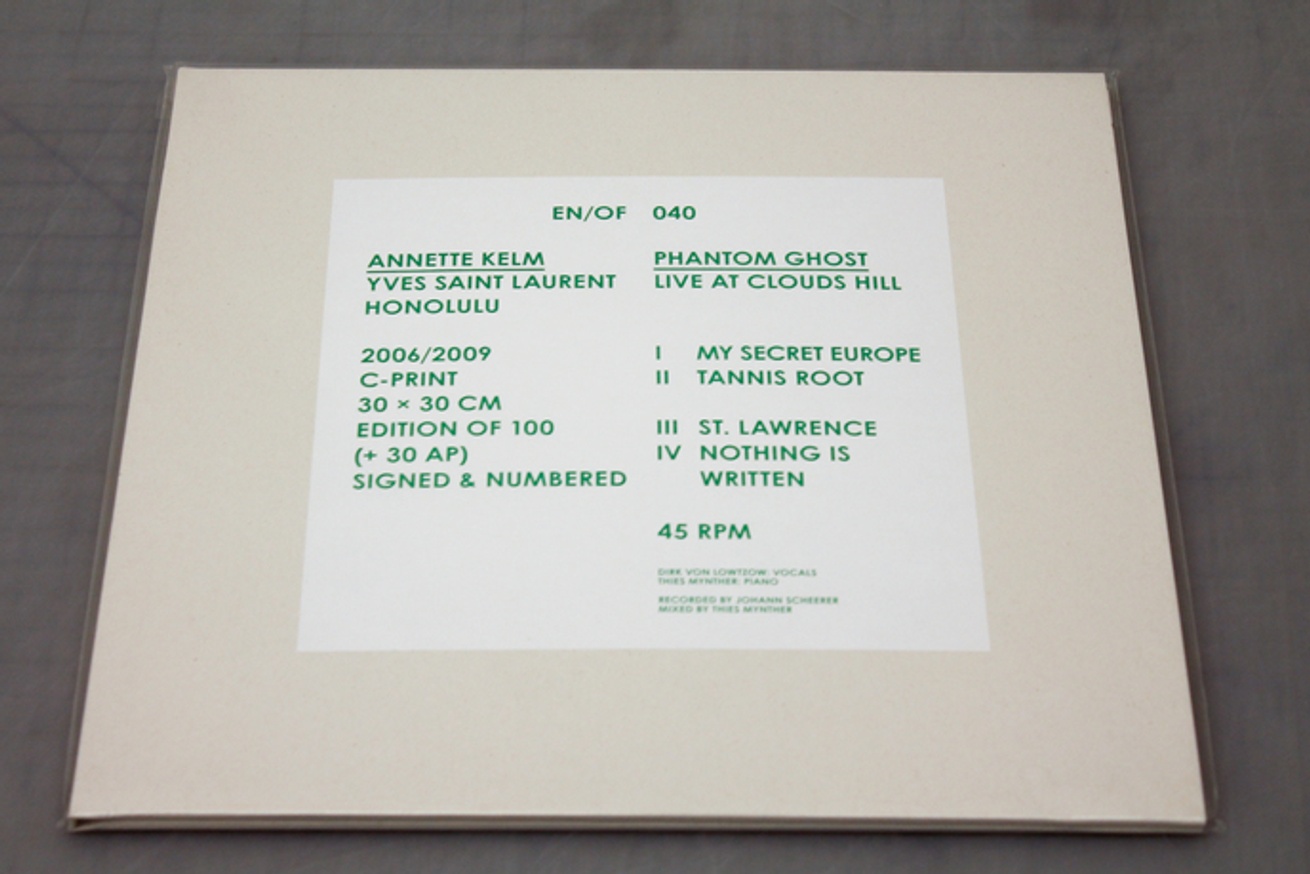 EN/OF 040
ANNETTE KELM
YVES SAINT LAURENT
HONOLULU
2006/2009
C-PRINT
30 × 30 CM
EDITION OF 100
(+ 30 AP)
SIGNED & NUMBERED
PHANTOM GHOST
LIVE AT CLOUDS HILL
I MY SECRET EUROPE
II TANNIS ROOT
III ST. LAWRENCE
IV NOTHING IS
WRITTEN
45 RPM
DIRK VON LOWTZOW: VOCALS
THIES MYNTHER: PIANO
RECORDED BY JOHANN SCHEERER
MIXED BY THIES MYNTHER